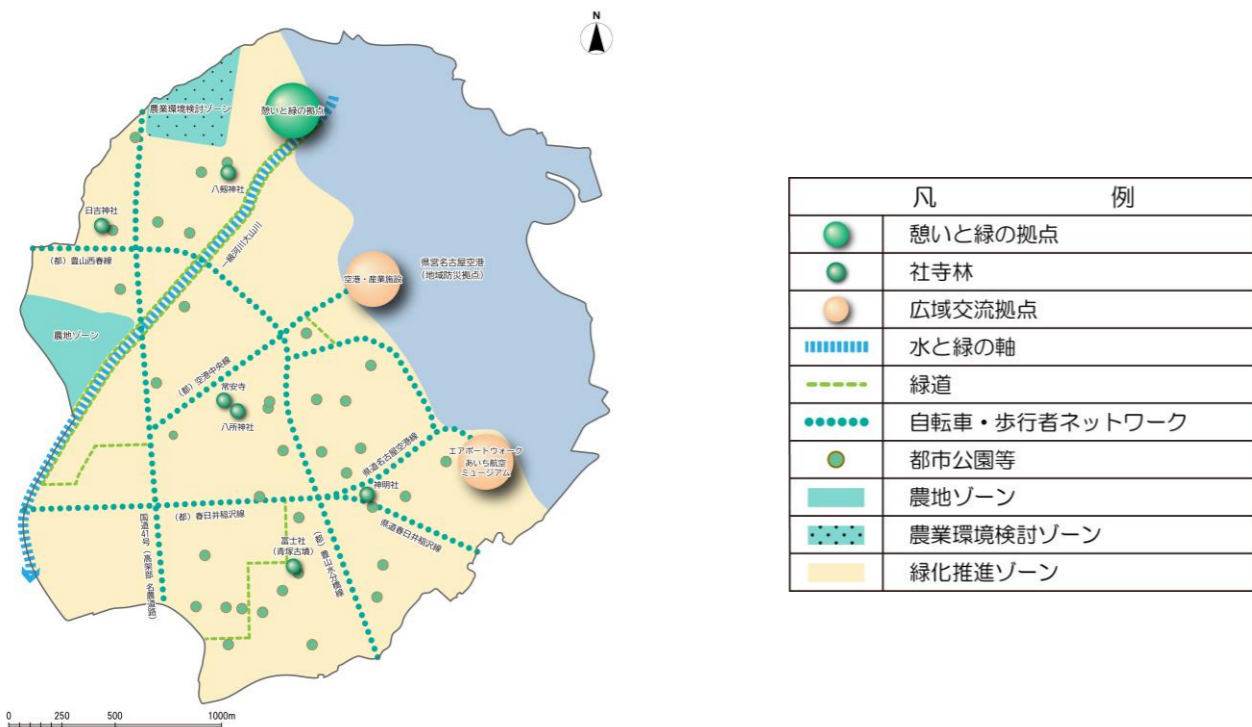 N
農業環境検討ゾーン
憩いと緑の拠点
八剱神社
日吉神社
一級河川大山川
(都)豊山西春線
県営名古屋空港
(地域防災拠点)
空港・産業施設
農地ゾーン
(都)空港中央線
常安寺
八所神社
エアポートウォーク
あいち航空
ミュージアム
県道名古屋空港線
神明社
(都)春日井稲沢線
県道春日井稲沢線
国道41号(高架部 名濃道路)
冨士社
(青塚古墳)
(都)豊山水分橋線
0 250 500 1000m
凡 例
憩いと緑の拠点
社寺林
広域交流拠点
水と緑の軸
緑道
自転車・歩行者ネットワーク
都市公園等
農地ゾーン
農業環境検討ゾーン
緑化推進ゾーン